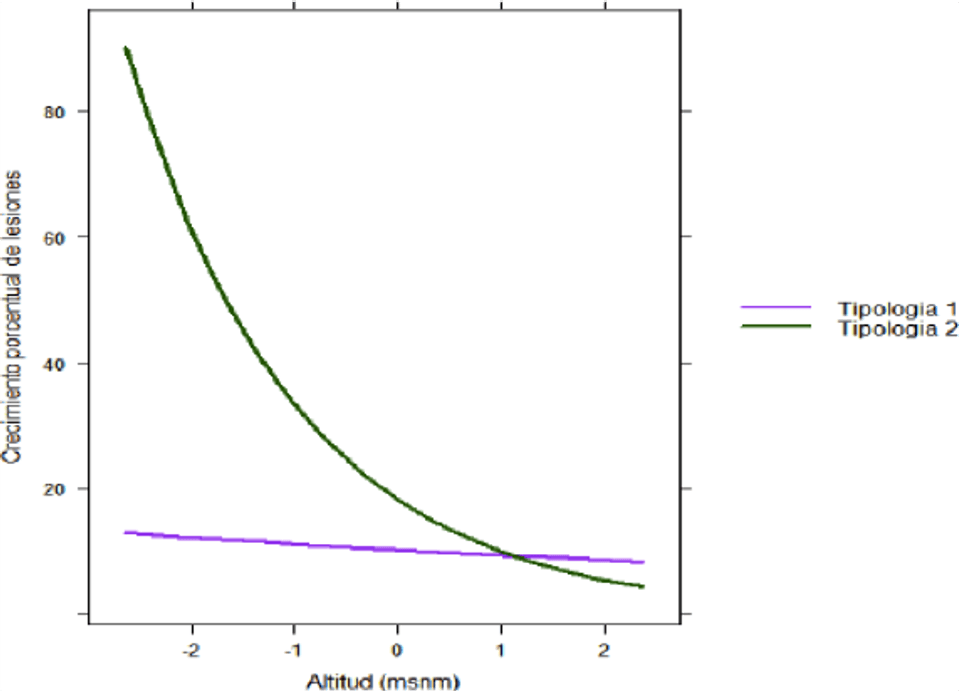 Crecimiento porcentual de lesiones
80
60
40
20
-2 -1 0 1 2
Altitud (msnm)
Tipologia 1
Tipologia 2